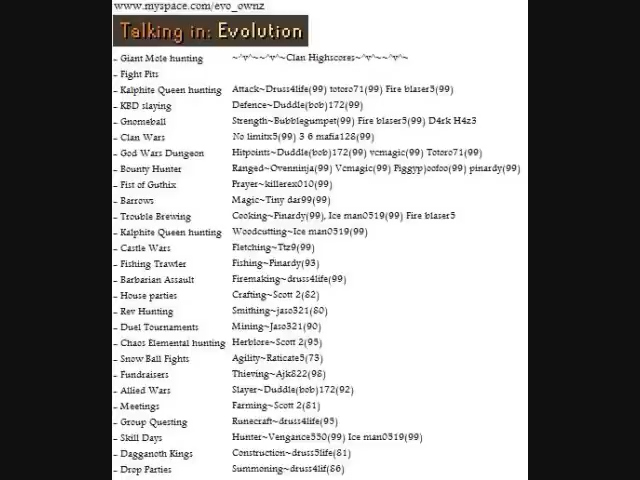 www.myspace.com/evo_ownz
Talking in: Evolution
- Giant Mole hunting ~^v^~~^v^~Clan Highscores~^v^~~^v^~
- Fight Pits
- Kalphite Queen hunting Attack~Druss4life(99) totoro71(99) Fire blaser5(99)
- KBD slaying Defence~Duddle(bob)172(99)
- Gnomeball Strength~Bubblegumpet(99) Fire blaser5(99) D4rk H4z3
- Clan Wars No limitx5(99) 3 6 mafia128(99)
- God Wars Dungeon Hitpoints~Duddle(bob)172(99) vcmagic(99) Totoro71(99)
- Bounty Hunter Ranged~Ovenninja(99) Vcmagic(99) Piggyp)oofoo(99) pinardy(99)
- Fist of Guthix Prayer~killerex010(99)
- Barrows Magic~Tiny dar99(99)
- Trouble Brewing Cooking~Pinardy(99), Ice man0519(99) Fire blaser5
- Kalphite Queen hunting Woodcutting~Ice man0519(99)
- Castle Wars Fletching~Ttz9(99)
- Fishing Trawler Fishing~Pinardy(93)
- Barbarian Assault Firemaking~druss4life(99)
- House parties Crafting~Scott 2(82)
- Rev Hunting Smithing~jaso321(80)
- Duel Tournaments Mining~Jaso321(90)
- Chaos Elemental hunting Herblore~Scott 2(95)
- Snow Ball Fights Agility~Raticate5(73)
- Fundraisers Thieving~Ajk822(98)
- Allied Wars Slayer~Duddle(bob)172(92)
- Meetings Farming~Scott 2(81)
- Group Questing Runecraft~druss4life(95)
- Skill Days Hunter~Vengance550(99) Ice man0519(99)
- Dagganoth Kings Construction~druss5life(81)
- Drop Parties Summoning~druss4lif(86)